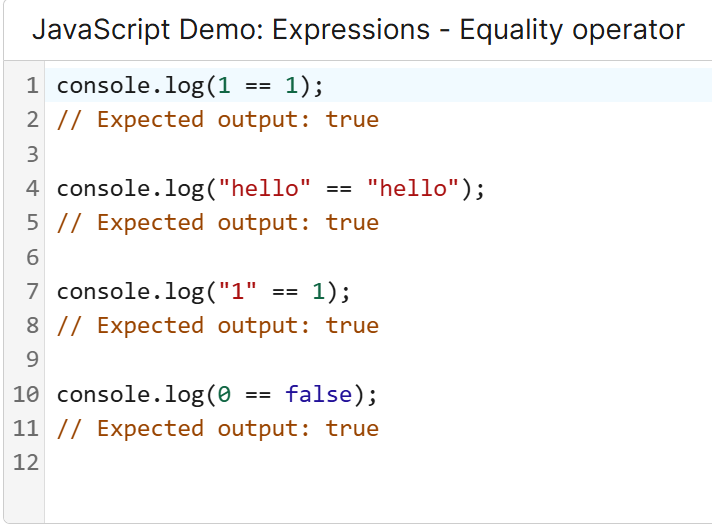 JavaScript Demo: Expressions - Equality operator
1 console.log(1 == 1);
2 // Expected output: true
3
4 console.log("hello" == "hello");
5 // Expected output: true
6
7 console.log("1" == 1);
8 // Expected output: true
9
10 console.log(0 == false);
11 // Expected output: true
12